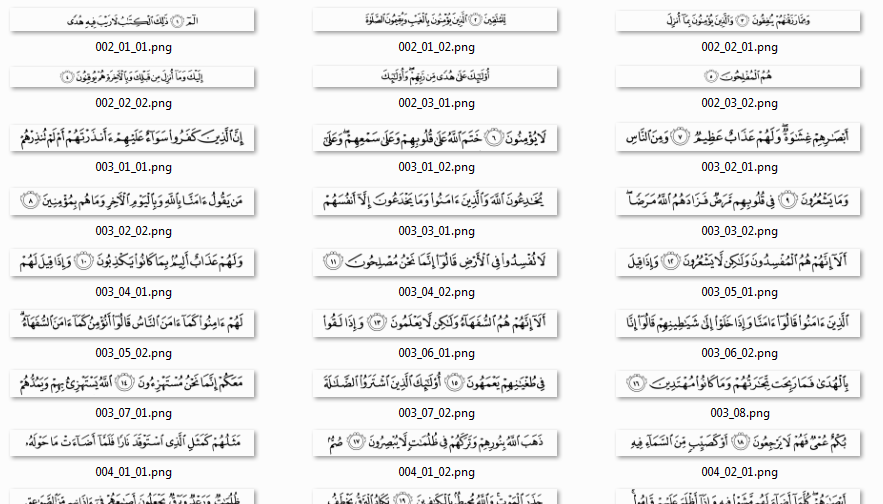 الٓمٓ ١ ذَٰلِكَ ٱلْكِتَٰبُ لَا رَيْبَ فِيهِ هُدًى
002_01_01.png
لِّلْمُتَّقِينَ ٢ ٱلَّذِينَ يُؤْمِنُونَ بِٱلْغَيْبِ وَيُقِيمُونَ ٱلصَّلَوٰةَ
002_01_02.png
وَمِمَّا رَزَقْنَٰهُمْ يُنفِقُونَ ٣ وَٱلَّذِينَ يُؤْمِنُونَ بِمَآ أُنزِلَ
002_02_01.png
إِلَيْكَ وَمَآ أُنزِلَ مِن قَبْلِكَ وَبِٱلْءَاخِرَةِ هُمْ يُوقِنُونَ ٤
002_02_02.png
أُو۟لَٰٓئِكَ عَلَىٰ هُدًى مِّن رَّبِّهِمْ ۖ وَأُو۟لَٰٓئِكَ
002_03_01.png
هُمُ ٱلْمُفْلِحُونَ ٥
002_03_02.png
إِنَّ ٱلَّذِينَ كَفَرُوا۟ سَوَآءٌ عَلَيْهِمْ ءَأَنذَرْتَهُمْ أَمْ لَمْ تُنذِرْهُمْ
003_01_01.png
لَا يُؤْمِنُونَ ٦ خَتَمَ ٱللَّهُ عَلَىٰ قُلُوبِهِمْ وَعَلَىٰ سَمْعِهِمْ ۖ وَعَلَىٰٓ
003_01_02.png
أَبْصَٰرِهِمْ غِشَٰوَةٌ ۖ وَلَهُمْ عَذَابٌ عَظِيمٌ ٧ وَمِنَ ٱلنَّاسِ
003_02_01.png
مَن يَقُولُ ءَامَنَّا بِٱللَّهِ وَبِٱلْيَوْمِ ٱلْءَاخِرِ وَمَا هُم بِمُؤْمِنِينَ ٨
003_02_02.png
يُخَٰدِعُونَ ٱللَّهَ وَٱلَّذِينَ ءَامَنُوا۟ وَمَا يَخْدَعُونَ إِلَّآ أَنفُسَهُمْ
003_03_01.png
وَمَا يَشْعُرُونَ ٩ فِى قُلُوبِهِم مَّرَضٌ فَزَادَهُمُ ٱللَّهُ مَرَضًا ۖ
003_03_02.png
وَلَهُمْ عَذَابٌ أَلِيمٌۢ بِمَا كَانُوا۟ يَكْذِبُونَ ١٠ وَإِذَا قِيلَ لَهُمْ
003_04_01.png
لَا تُفْسِدُوا۟ فِى ٱلْأَرْضِ قَالُوٓا۟ إِنَّمَا نَحْنُ مُصْلِحُونَ ١١
003_04_02.png
أَلَآ إِنَّهُمْ هُمُ ٱلْمُفْسِدُونَ وَلَٰكِن لَّا يَشْعُرُونَ ١٢ وَإِذَا قِيلَ
003_05_01.png
لَهُمْ ءَامِنُوا۟ كَمَآ ءَامَنَ ٱلنَّاسُ قَالُوٓا۟ أَنُؤْمِنُ كَمَآ ءَامَنَ ٱلسُّفَهَآءُ ۗ
003_05_02.png
أَلَآ إِنَّهُمْ هُمُ ٱلسُّفَهَآءُ وَلَٰكِن لَّا يَعْلَمُونَ ١٣ وَإِذَا لَقُوا۟
003_06_01.png
ٱلَّذِينَ ءَامَنُوا۟ قَالُوٓا۟ ءَامَنَّا وَإِذَا خَلَوْا۟ إِلَىٰ شَيَٰطِينِهِمْ قَالُوٓا۟ إِنَّا
003_06_02.png
مَعَكُمْ إِنَّمَا نَحْنُ مُسْتَهْزِءُونَ ١٤ ٱللَّهُ يَسْتَهْزِئُ بِهِمْ وَيَمُدُّهُمْ
003_07_01.png
فِى طُغْيَٰنِهِمْ يَعْمَهُونَ ١٥ أُو۟لَٰٓئِكَ ٱلَّذِينَ ٱشْتَرَوُا۟ ٱلضَّلَٰلَةَ
003_07_02.png
بِٱلْهُدَىٰ فَمَا رَبِحَت تِّجَٰرَتُهُمْ وَمَا كَانُوا۟ مُهْتَدِينَ ١٦
003_08.png
مَثَلُهُمْ كَمَثَلِ ٱلَّذِى ٱسْتَوْقَدَ نَارًا فَلَمَّآ أَضَآءَتْ مَا حَوْلَهُۥ
004_01_01.png
ذَهَبَ ٱللَّهُ بِنُورِهِمْ وَتَرَكَهُمْ فِى ظُلُمَٰتٍ لَّا يُبْصِرُونَ ١٧ صُمٌّۢ
004_01_02.png
بُكْمٌ عُمْىٌ فَهُمْ لَا يَرْجِعُونَ ١٨ أَوْ كَصَيِّبٍ مِّنَ ٱلسَّمَآءِ فِيهِ
004_02_01.png